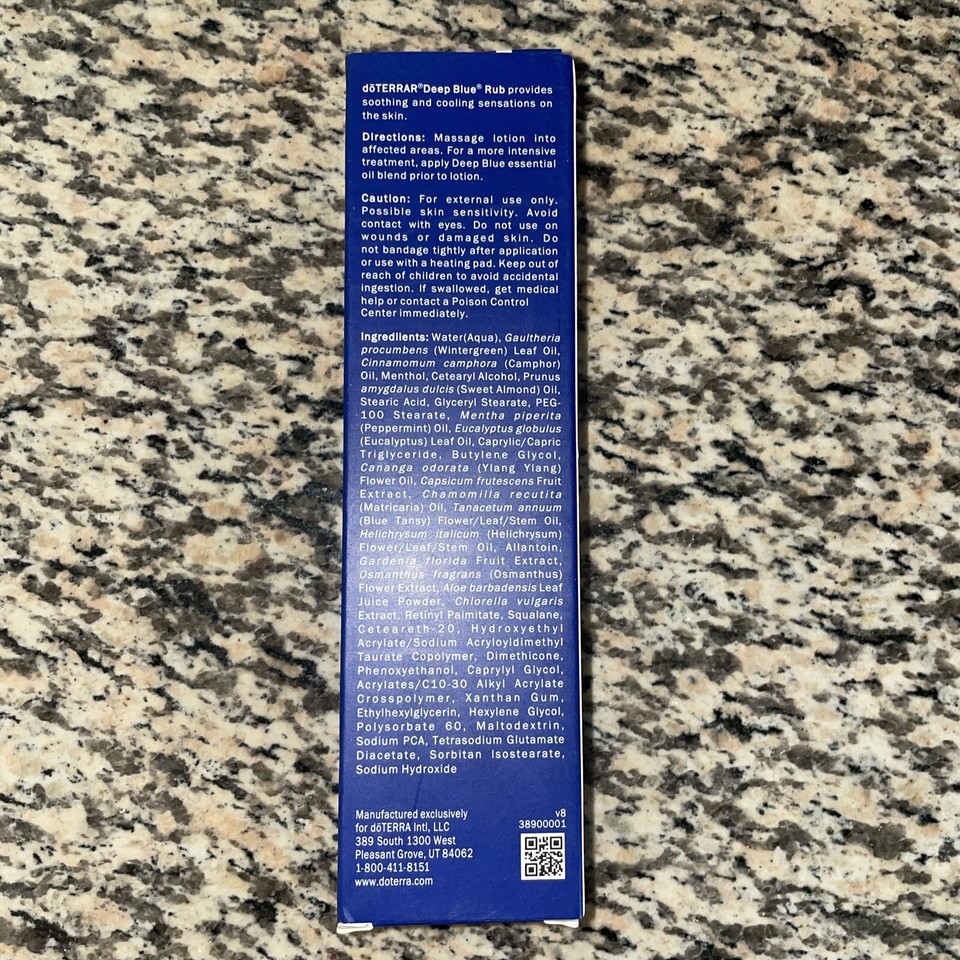 dōTERRAR®Deep Blue® Rub provides
soothing and cooling sensations on
the skin.
Directions: Massage lotion into
affected areas. For a more intensive
treatment, apply Deep Blue essential
oil blend prior to lotion.
Caution: For external use only.
Possible skin sensitivity. Avoid
contact with eyes. Do not use on
wounds or damaged skin. Do
not bandage tightly after application
or use with a heating pad. Keep out of
reach of children to avoid accidental
ingestion. If swallowed, get medical
help or contact a Poison Control
Center immediately.
Ingredients: Water(Aqua), Gaultheria
procumbens (Wintergreen) Leaf Oil,
Cinnamomum camphora (Camphor)
Oil, Menthol, Cetearyl Alcohol, Prunus
amygdalus dulcis (Sweet Almond) Oil,
Stearic Acid, Glyceryl Stearate, PEG-
100 Stearate, Mentha piperita
(Peppermint) Oil, Eucalyptus globulus
(Eucalyptus) Leaf Oil, Caprylic/Capric
Triglyceride, Butylene Glycol,
Cananga odorata (Ylang Ylang)
Flower Oil, Capsicum frutescens Fruit
Extract, Chamomilla recutita
(Matricaria) Oil, Tanacetum annuum
(Blue Tansy) Flower/Leaf/Stem Oil,
Helichrysum italicum (Helichrysum)
Flower/Leaf/Stem Oil, Allantoin,
Gardenia florida Fruit Extract,
Osmanthus fragrans (Osmanthus)
Flower Extract, Aloe barbadensis Leaf
Juice Powder, Chlorella vulgaris
Extract, Retinyl Palmitate, Squalane,
Ceteareth-20, Hydroxyethyl
Acrylate/Sodium Acryloyldimethyl
Taurate Copolymer, Dimethicone,
Phenoxyethanol, Caprylyl Glycol,
Acrylates/C10-30 Alkyl Acrylate
Crosspolymer, Xanthan Gum,
Ethylhexylglycerin, Hexylene Glycol,
Polysorbate 60, Maltodextrin,
Sodium PCA, Tetrasodium Glutamate
Diacetate, Sorbitan Isostearate,
Sodium Hydroxide
Manufactured exclusively
for dōTERRA Intl, LLC
389 South 1300 West
Pleasant Grove, UT 84062
1-800-411-8151
www.doterra.com
v8
38900001